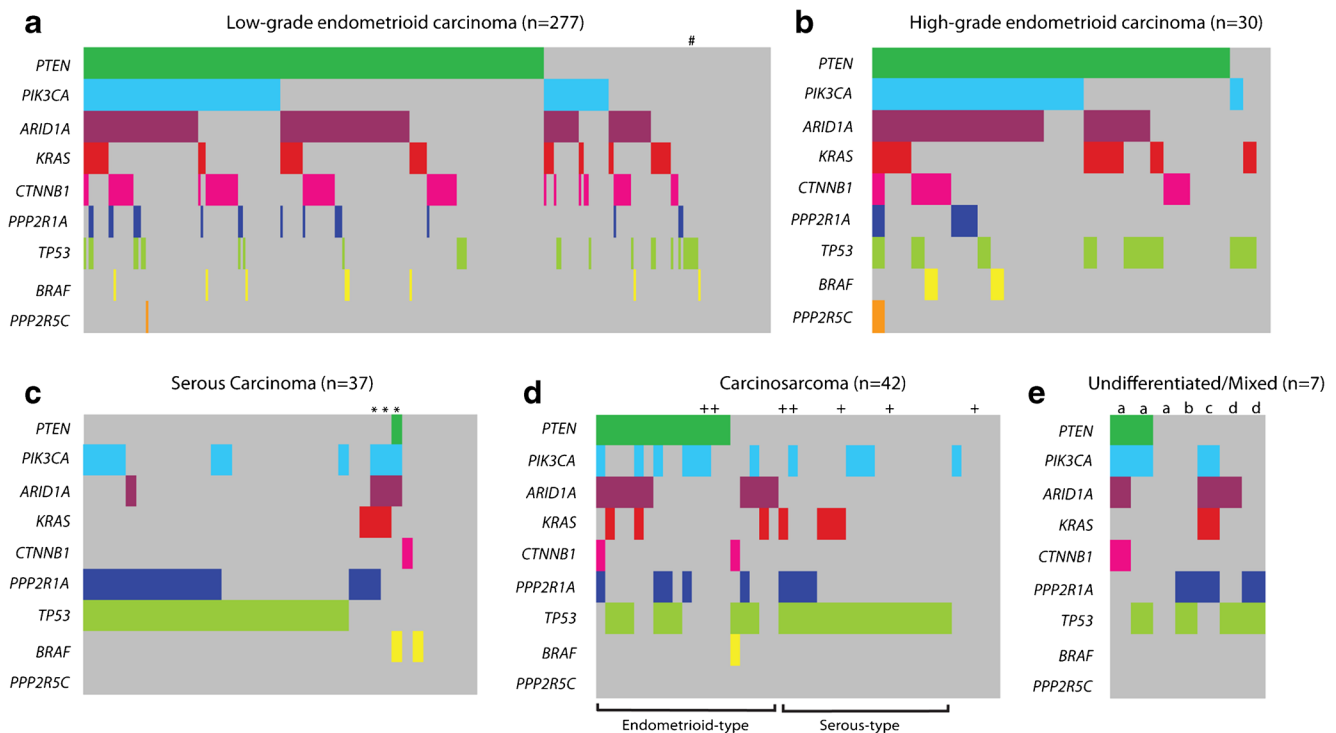 a Low-grade endometrioid carcinoma (n=277)
#
PTEN
PIK3CA
ARID1A
KRAS
CTNNB1
PPP2R1A
TP53
BRAF
PPP2R5C
b High-grade endometrioid carcinoma (n=30)
PTEN
PIK3CA
ARID1A
KRAS
CTNNB1
PPP2R1A
TP53
BRAF
PPP2R5C
c Serous Carcinoma (n=37)
* * *
PTEN
PIK3CA
ARID1A
KRAS
CTNNB1
PPP2R1A
TP53
BRAF
PPP2R5C
d Carcinosarcoma (n=42)
++ ++ + + +
PTEN
PIK3CA
ARID1A
KRAS
CTNNB1
PPP2R1A
TP53
BRAF
PPP2R5C
Endometrioid-type Serous-type
e Undifferentiated/Mixed (n=7)
a a a b c d d
PTEN
PIK3CA
ARID1A
KRAS
CTNNB1
PPP2R1A
TP53
BRAF
PPP2R5C